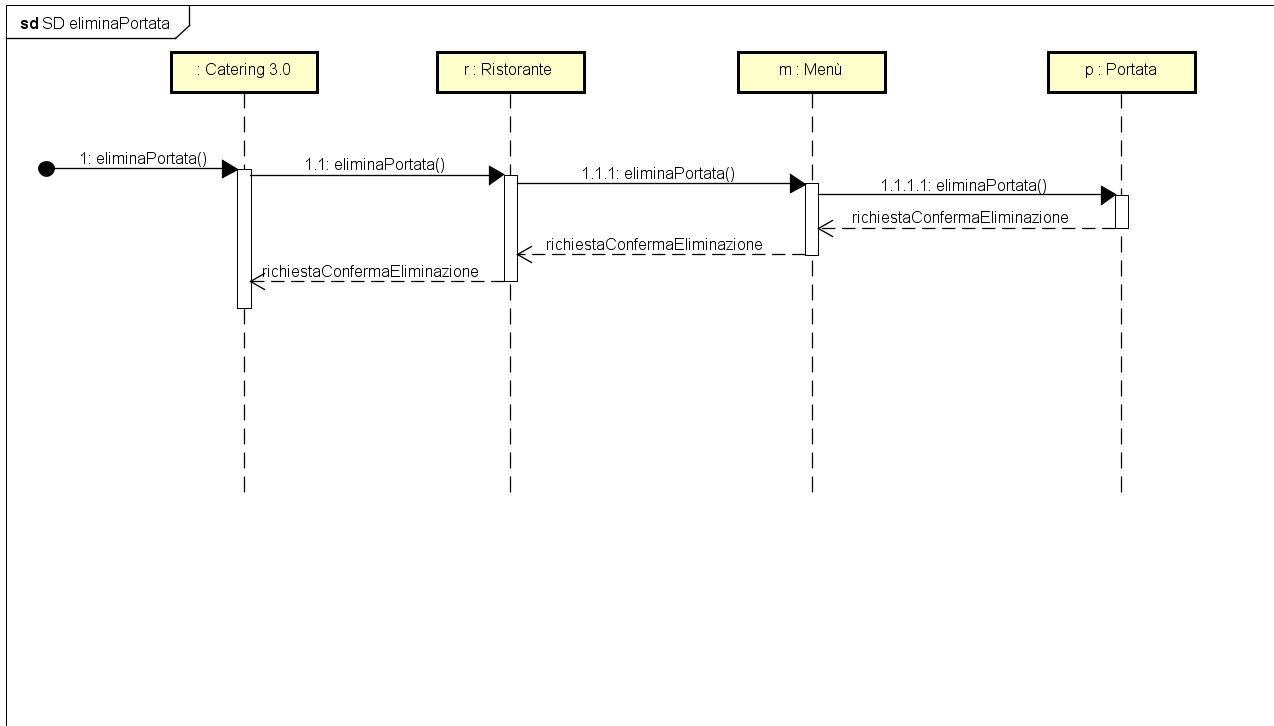 sd SD eliminaPortata
: Catering 3.0
r : Ristorante
m : Menù
p : Portata
1: eliminaPortata()
1.1: eliminaPortata()
1.1.1: eliminaPortata()
1.1.1.1: eliminaPortata()
richiestaConfermaEliminazione
richiestaConfermaEliminazione
richiestaConfermaEliminazione